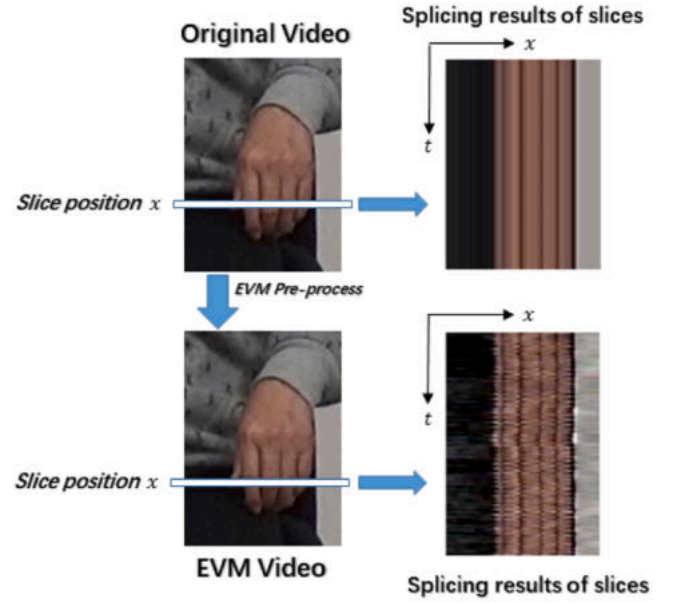 Original Video
Splicing results of slices
x
t
Slice position x
EVM Pre-process
x
t
Slice position x
EVM Video
Splicing results of slices